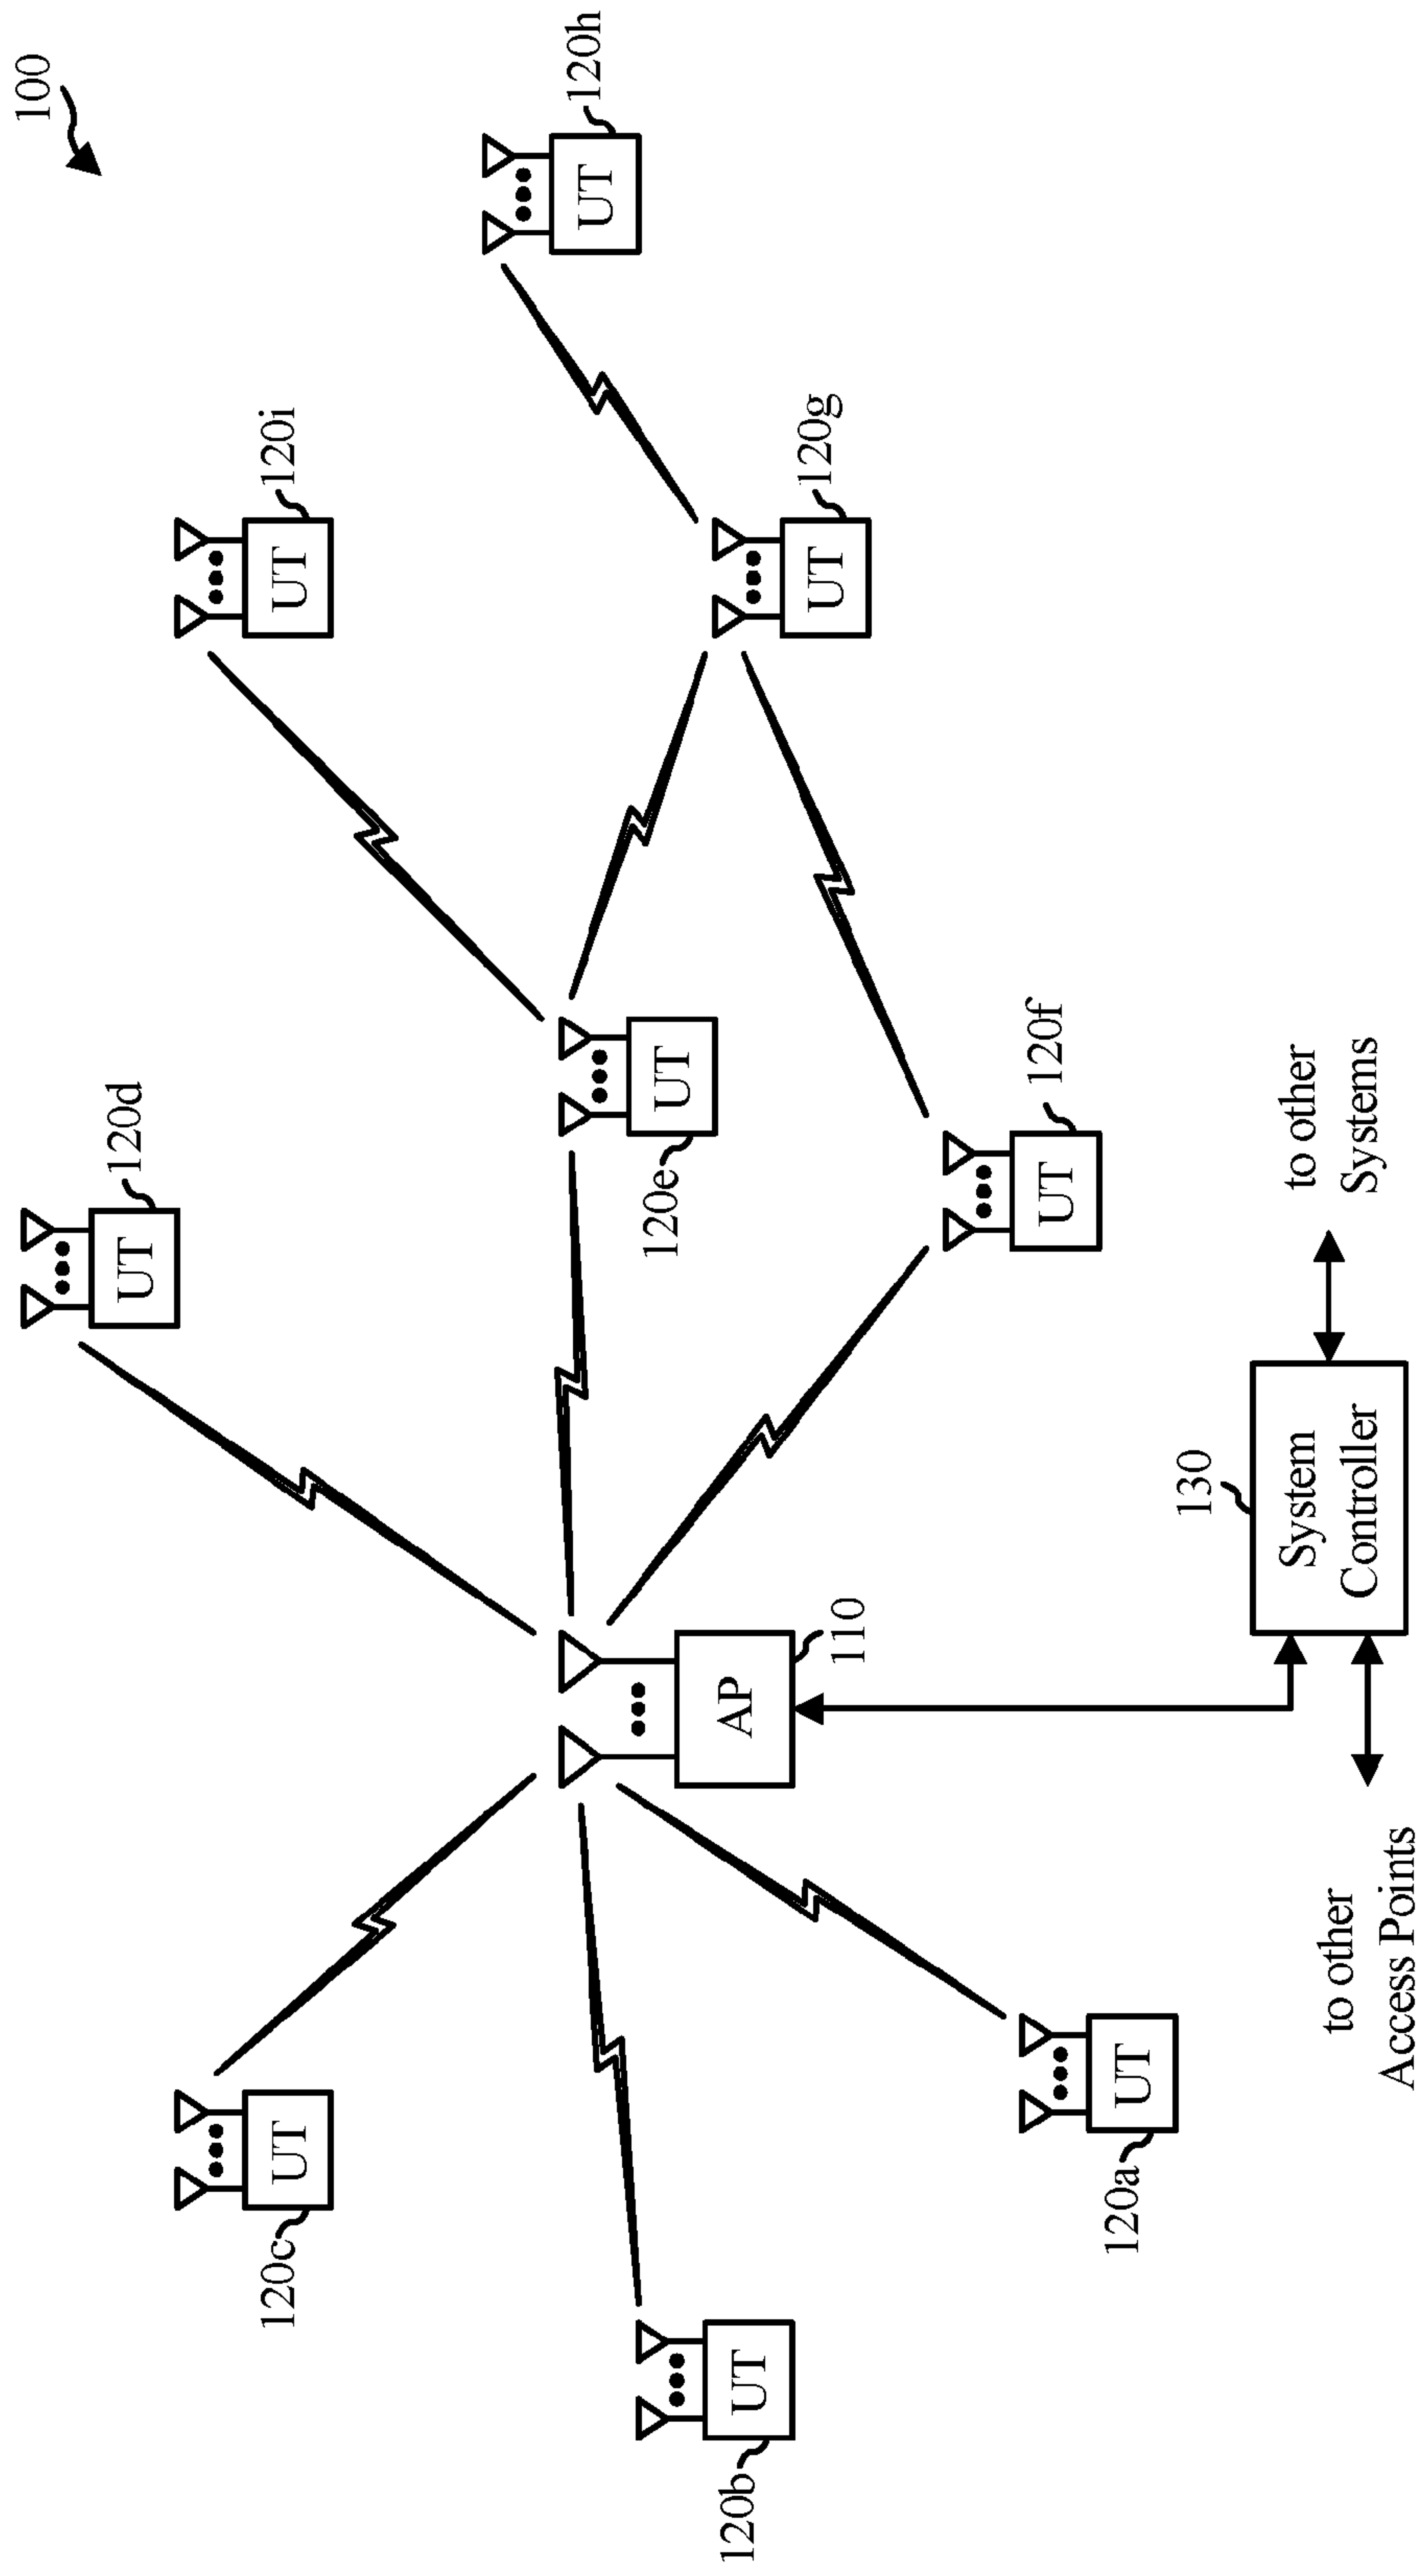 100
120d
UT
120i
UT
120h
UT
120c
UT
120e
UT
AP
110
120g
UT
120b
UT
120f
UT
120a
UT
130
System
Controller
to other
Systems
to other
Access Points